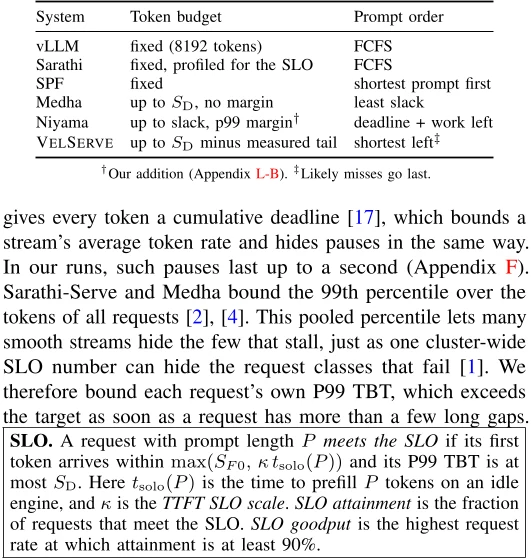 System Token budget Prompt order
vLLM fixed (8192 tokens) FCFS
Sarathi fixed, profiled for the SLO FCFS
SPF fixed shortest prompt first
Medha up to S_D, no margin least slack
Niyama up to slack, p99 margin† deadline + work left
VELSERVE up to S_D minus measured tail shortest left‡
†Our addition (Appendix L-B). ‡Likely misses go last.
gives every token a cumulative deadline [17], which bounds a
stream's average token rate and hides pauses in the same way.
In our runs, such pauses last up to a second (Appendix F).
Sarathi-Serve and Medha bound the 99th percentile over the
tokens of all requests [2], [4]. This pooled percentile lets many
smooth streams hide the few that stall, just as one cluster-wide
SLO number can hide the request classes that fail [1]. We
therefore bound each request's own P99 TBT, which exceeds
the target as soon as a request has more than a few long gaps.
SLO. A request with prompt length P meets the SLO if its first
token arrives within max(S_F0, κ t_solo(P)) and its P99 TBT is at
most S_D. Here t_solo(P) is the time to prefill P tokens on an idle
engine, and κ is the TTFT SLO scale. SLO attainment is the fraction
of requests that meet the SLO. SLO goodput is the highest request
rate at which attainment is at least 90%.